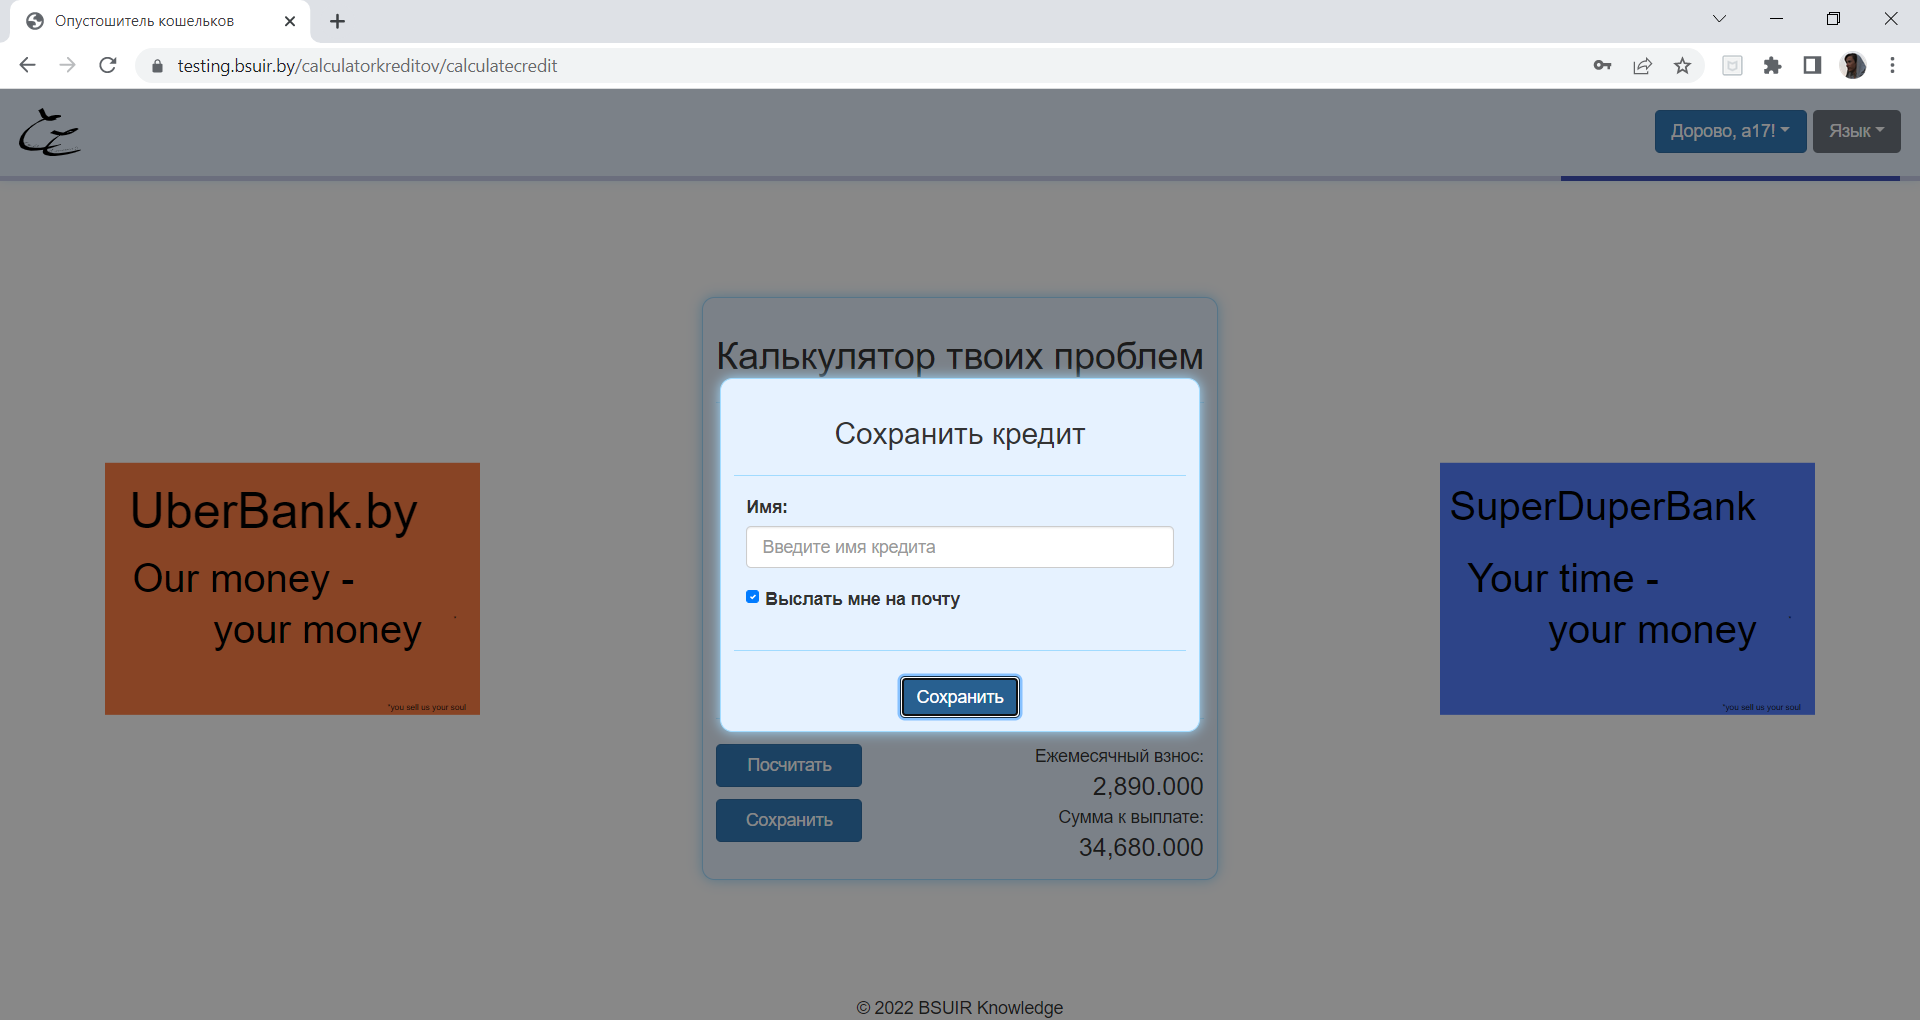 Опустошитель кошельков
testing.bsuir.by/calculatorkreditov/calculatecredit
Дорово, a17!
Язык
Калькулятор твоих проблем
Сохранить кредит
Имя:
Введите имя кредита
Выслать мне на почту
Сохранить
UberBank.by
Our money -
your money
*you sell us your soul
SuperDuperBank
Your time -
your money
*you sell us your soul
Посчитать
Сохранить
Ежемесячный взнос:
2,890.000
Сумма к выплате:
34,680.000
© 2022 BSUIR Knowledge